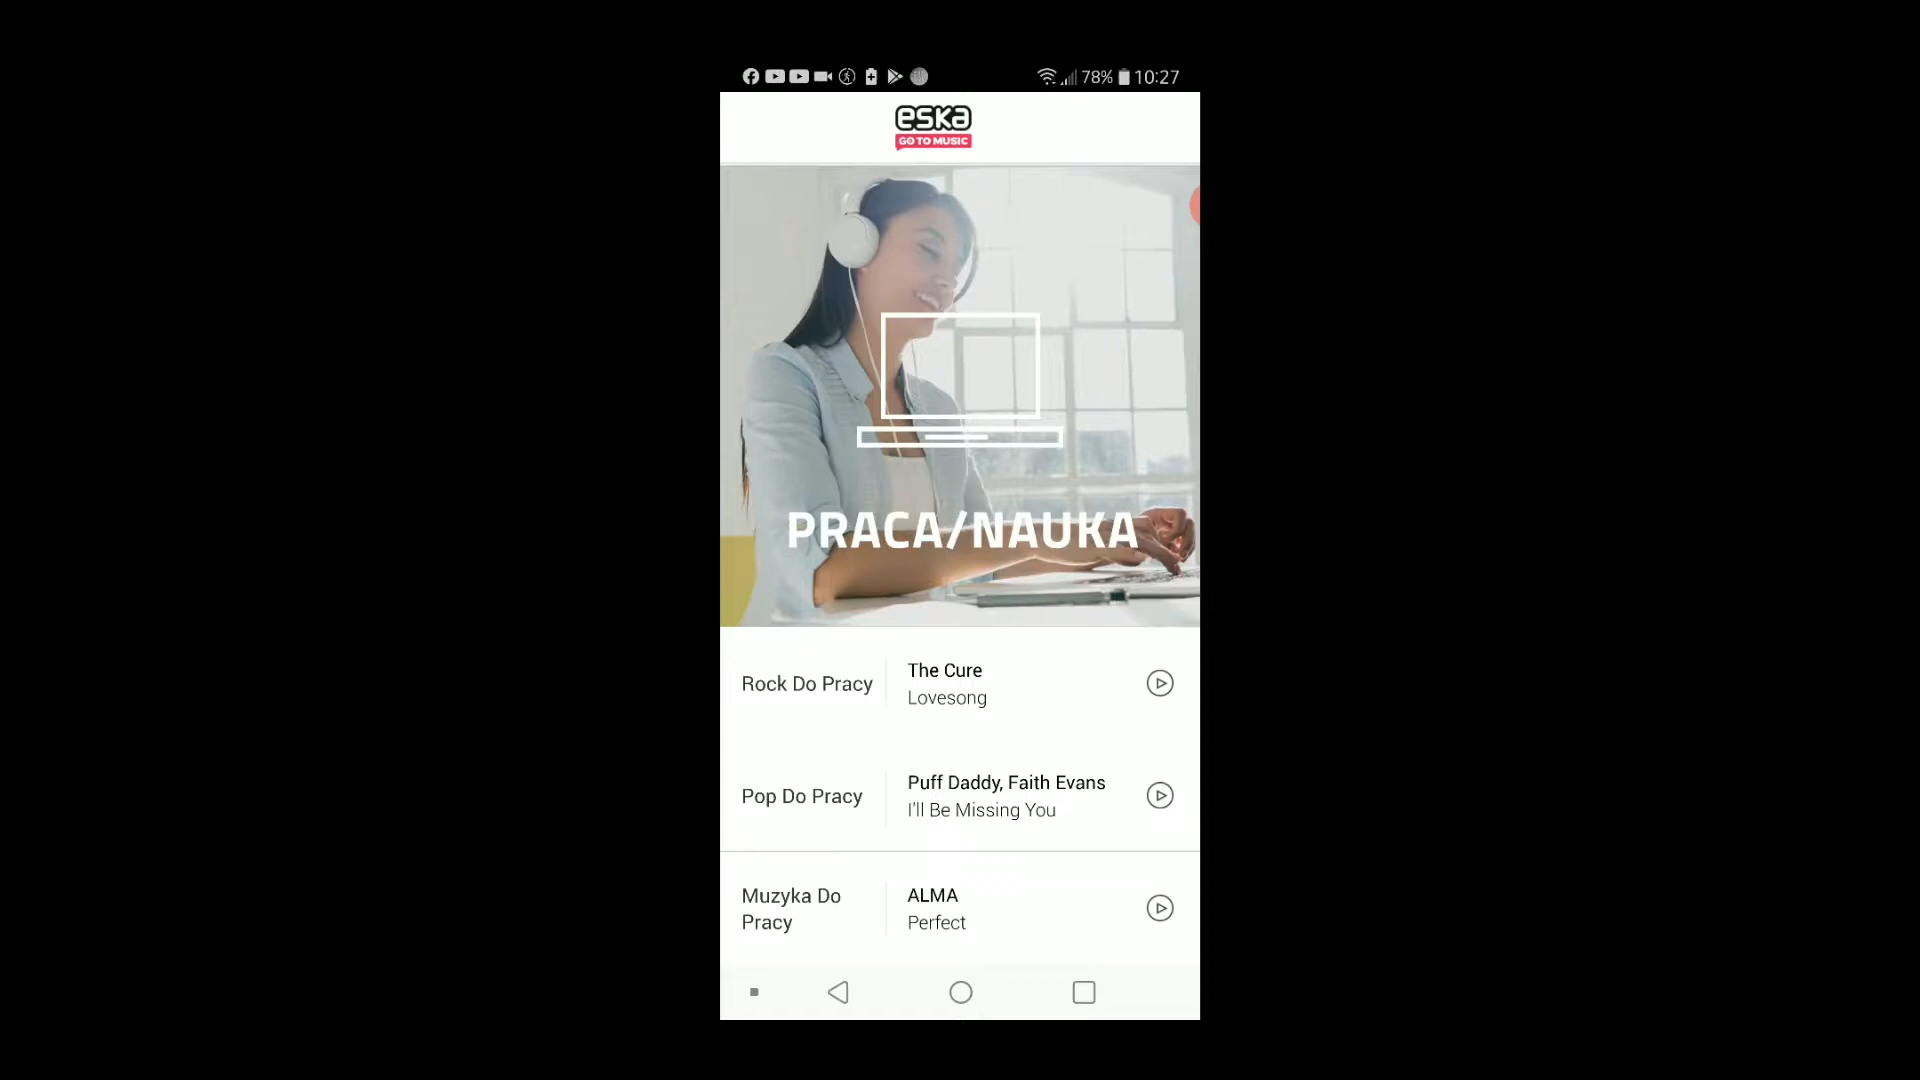 78% 10:27
eska
GO TO MUSIC
PRACA/NAUKA
Rock Do Pracy
The Cure
Lovesong
Pop Do Pracy
Puff Daddy, Faith Evans
I'll Be Missing You
Muzyka Do
Pracy
ALMA
Perfect